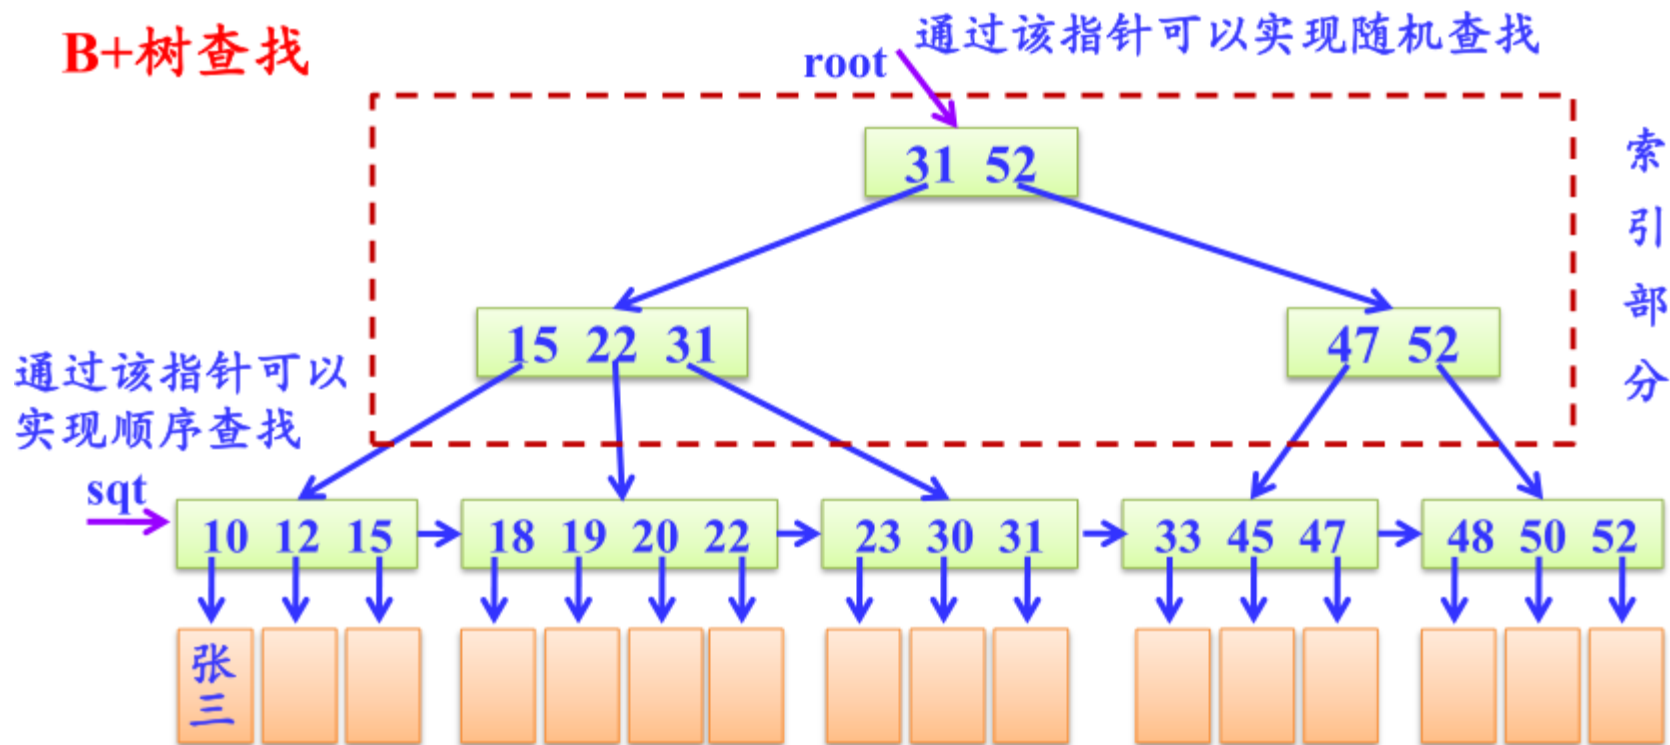 B+树查找
通过该指针可以实现随机查找
root
31 52
索引部分
15 22 31
47 52
通过该指针可以
实现顺序查找
sqt
10 12 15
18 19 20 22
23 30 31
33 45 47
48 50 52
张三